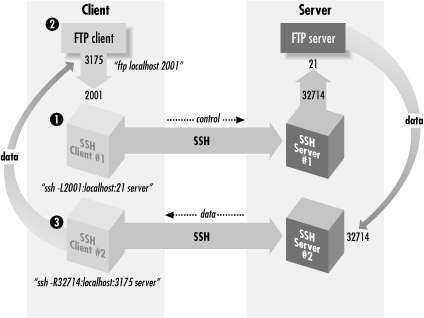 Client
Server
2
FTP client
FTP server
3175
"ftp localhost 2001"
21
2001
32714
1
control
data
SSH
Client #1
SSH
SSH
Server
#1
data
"ssh -L2001:localhost:21 server"
3
data
SSH
Client #2
SSH
SSH
Server
#2
32714
"ssh -R32714:localhost:3175 server"